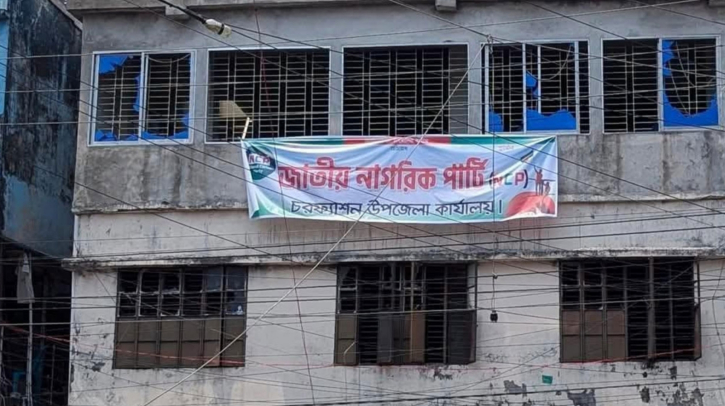 জাতীয় নাগরিক পার্টি (NCP)
চরফ্যাশন উপজেলা কার্যালয়।